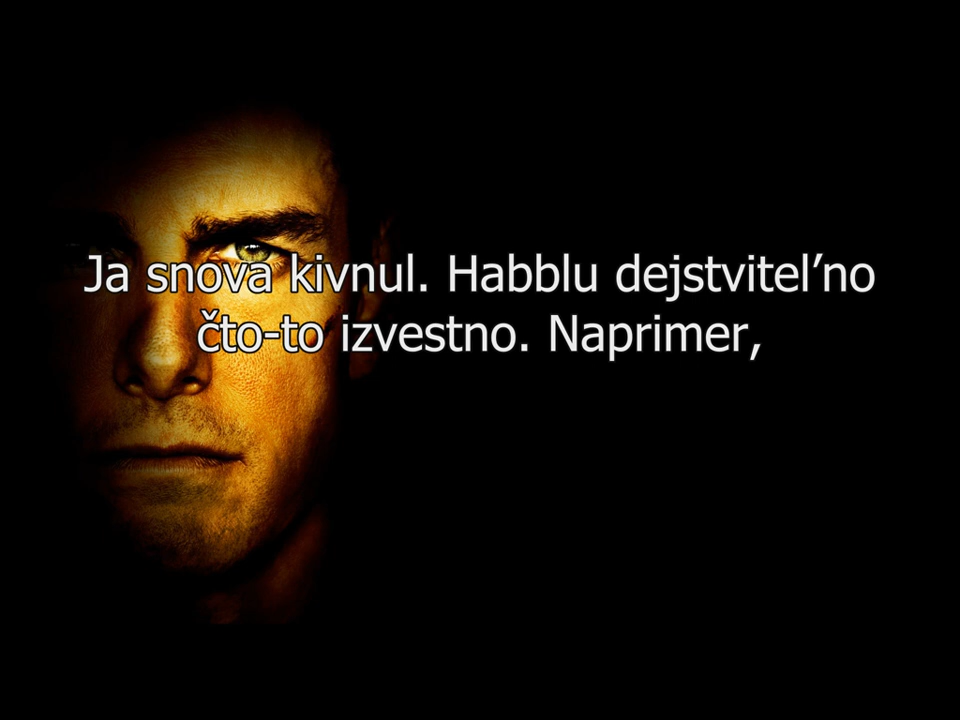 Ja snova kivnul. Habblu dejstvitel’no
čto-to izvestno. Naprimer,